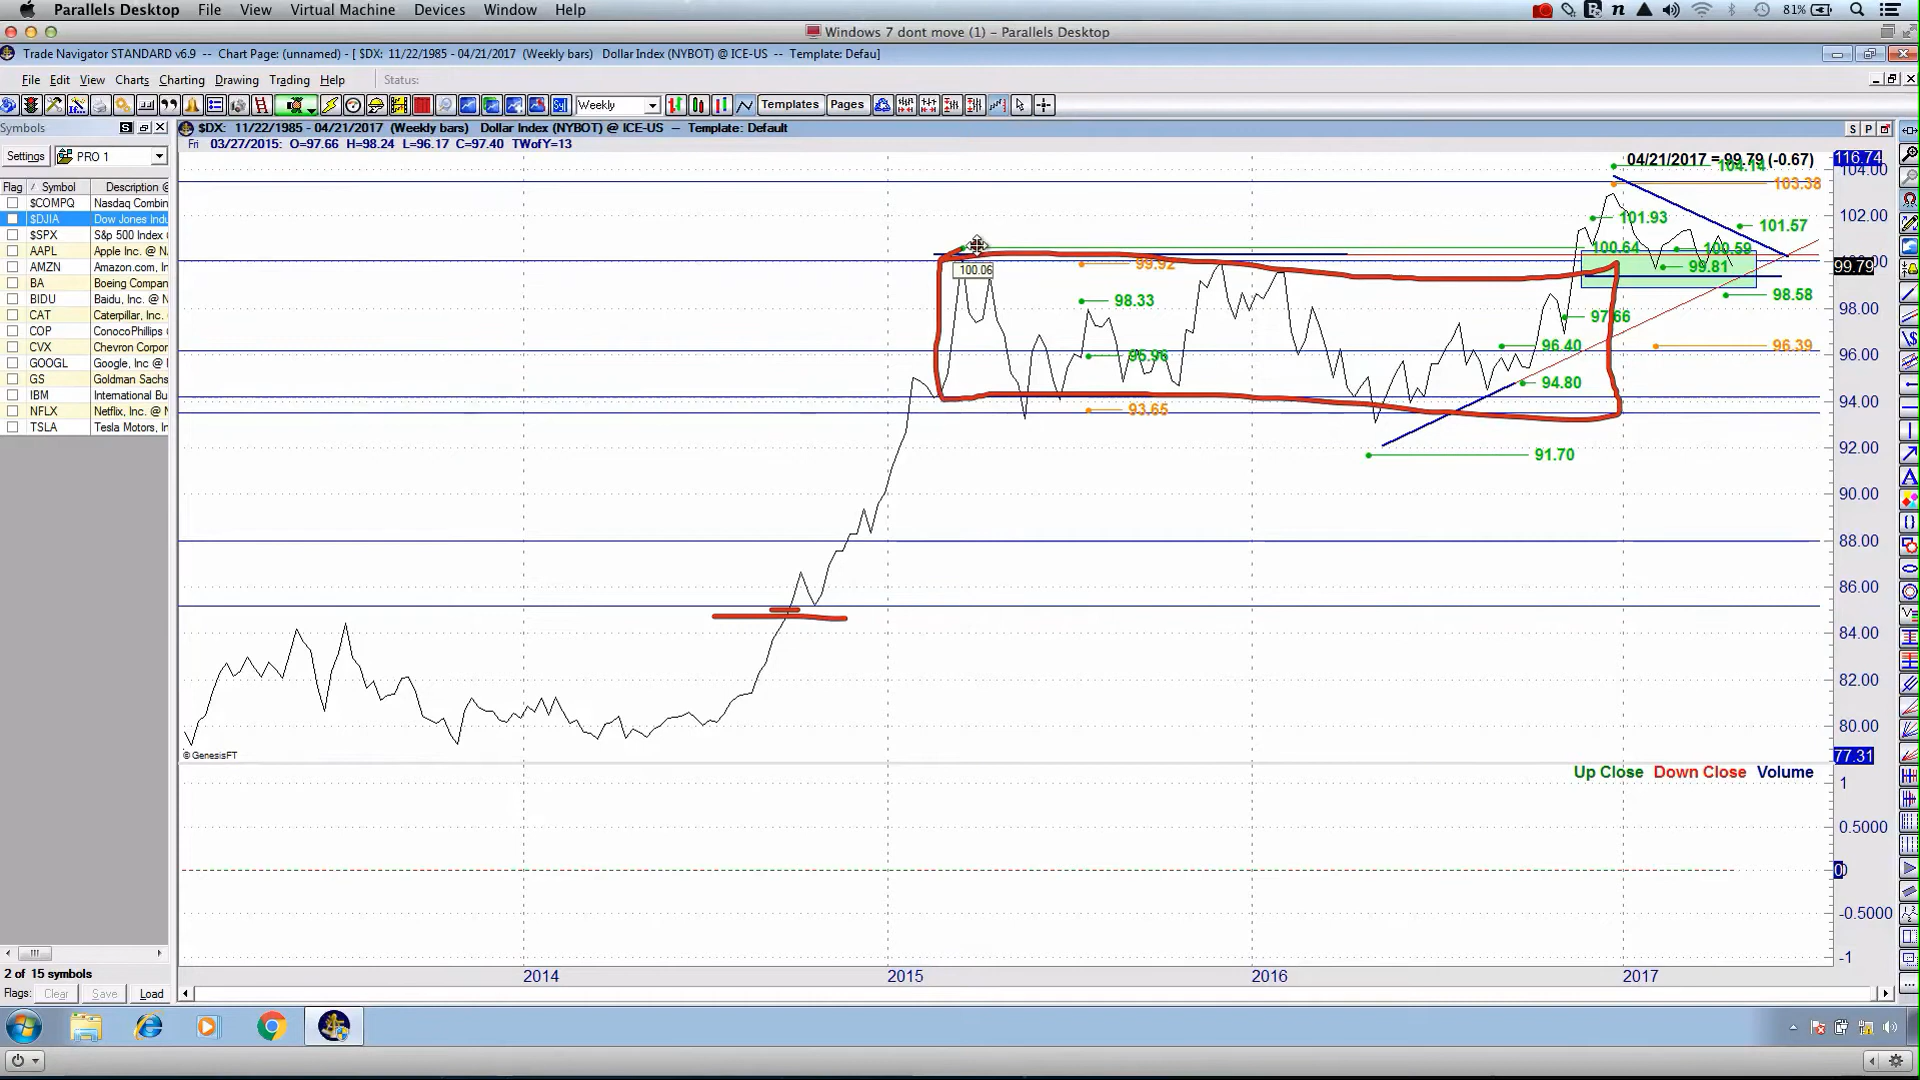 Parallels Desktop File View Virtual Machine Devices Window Help 81%
Windows 7 dont move (1) - Parallels Desktop
Trade Navigator STANDARD v6.9 -- Chart Page: (unnamed) - [ $DX: 11/22/1985 - 04/21/2017 (Weekly bars) Dollar Index (NYBOT) @ ICE-US -- Template: Defau]
File Edit View Charts Charting Drawing Trading Help Status:
Weekly Templates Pages
Symbols S
$DX: 11/22/1985 - 04/21/2017 (Weekly bars) Dollar Index (NYBOT) @ ICE-US -- Template: Default S P
Fri 03/27/2015: O=97.66 H=98.24 L=96.17 C=97.40 TWofY=13
Settings PRO 1
Flag / Symbol Description @
$COMPQ Nasdaq Combin
$DJIA Dow Jones Indu
$SPX S&p 500 Index C
AAPL Apple Inc. @ N
AMZN Amazon.com, In
BA Boeing Compan
BIDU Baidu, Inc. @ N
CAT Caterpillar, Inc
COP ConocoPhillips
CVX Chevron Corpor
GOOGL Google, Inc. @
GS Goldman Sachs
IBM International Bu
NFLX Netflix, Inc. @ N
TSLA Tesla Motors, In
04/21/2017 = 99.79 (-0.67)
116.74
104.14
104.00
103.38
101.93
102.00
101.57
100.64
100.59
100.06
99.92
99.81
99.79
98.33
98.58
98.00
97.66
96.40
96.39
95.96
96.00
94.80
93.65
94.00
91.70
92.00
90.00
88.00
86.00
84.00
82.00
80.00
77.31
© GenesisFT
Up Close Down Close Volume
1
0.5000
0
-0.5000
-1
2014 2015 2016 2017
2 of 15 symbols
Flags: Clear Save Load